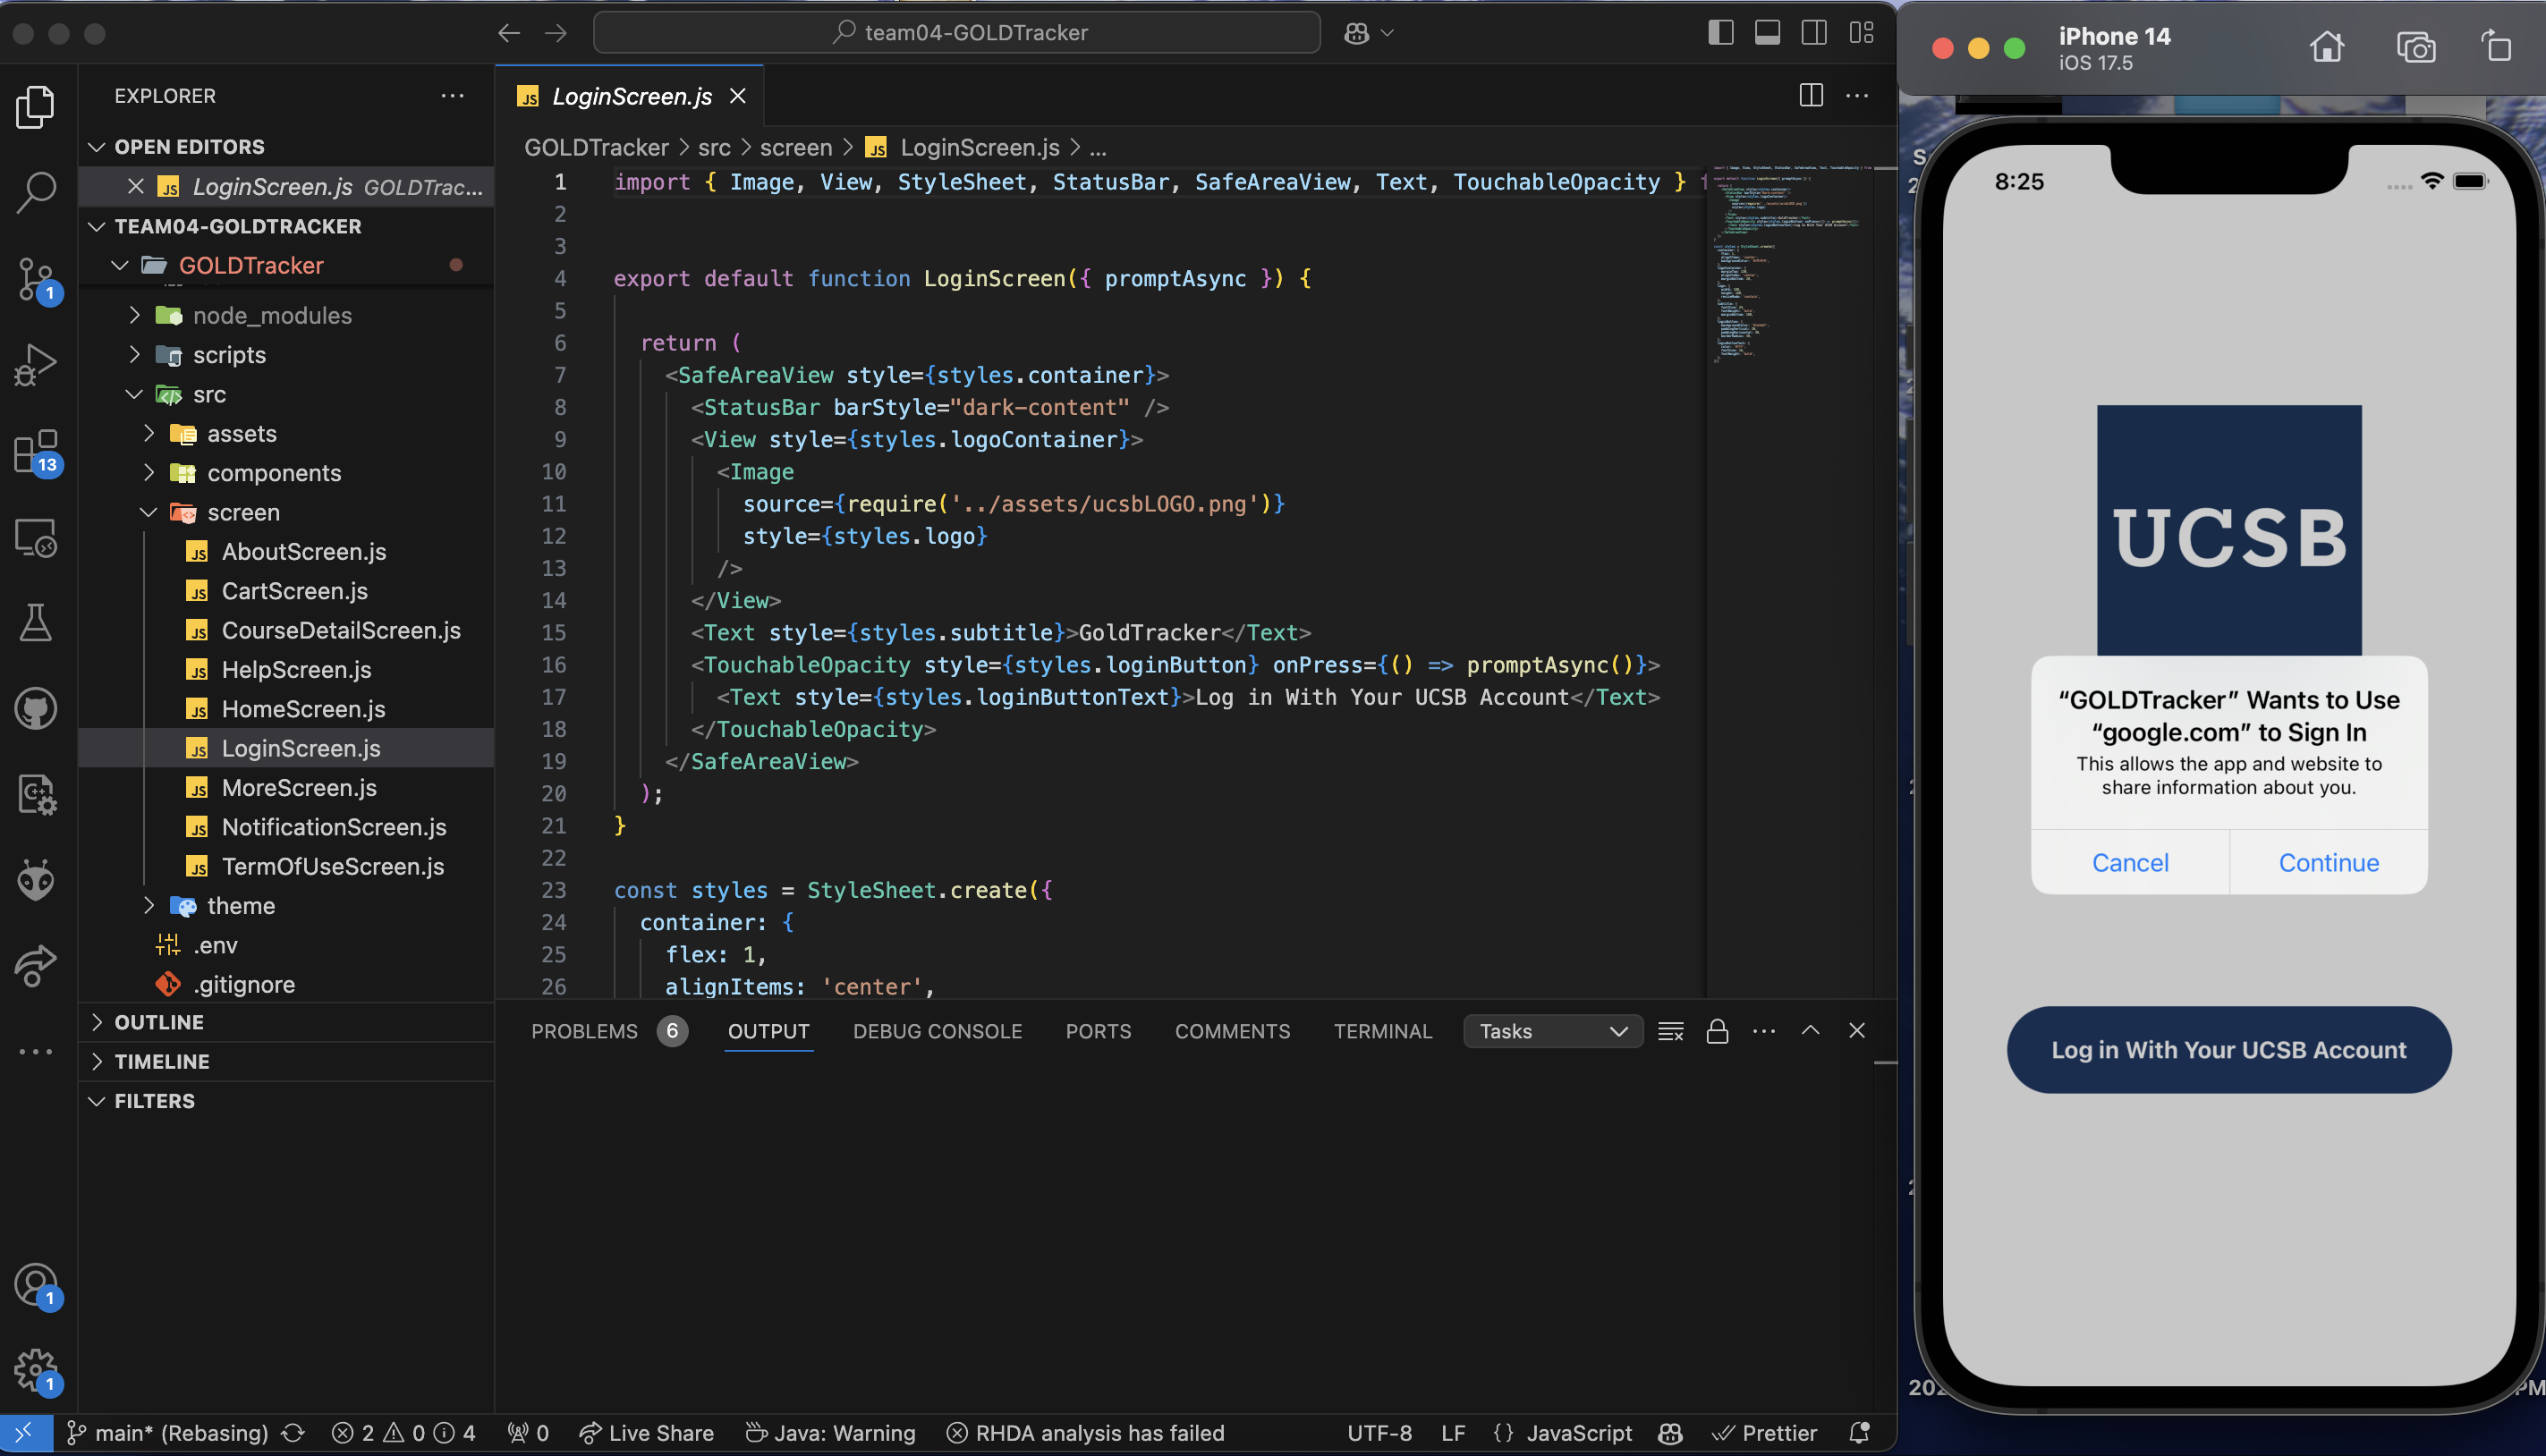 team04-GOLDTracker
EXPLORER
OPEN EDITORS
LoginScreen.js GOLDTrac...
TEAM04-GOLDTRACKER
GOLDTracker
node_modules
scripts
src
assets
components
screen
AboutScreen.js
CartScreen.js
CourseDetailScreen.js
HelpScreen.js
HomeScreen.js
LoginScreen.js
MoreScreen.js
NotificationScreen.js
TermOfUseScreen.js
theme
.env
.gitignore
OUTLINE
TIMELINE
FILTERS
1
13
1
1
LoginScreen.js
GOLDTracker > src > screen > LoginScreen.js > ...
1 import { Image, View, StyleSheet, StatusBar, SafeAreaView, Text, TouchableOpacity }
2
3
4 export default function LoginScreen({ promptAsync }) {
5
6 return (
7 <SafeAreaView style={styles.container}>
8 <StatusBar barStyle="dark-content" />
9 <View style={styles.logoContainer}>
10 <Image
11 source={require('../assets/ucsbLOGO.png')}
12 style={styles.logo}
13 />
14 </View>
15 <Text style={styles.subtitle}>GoldTracker</Text>
16 <TouchableOpacity style={styles.loginButton} onPress={() => promptAsync()}>
17 <Text style={styles.loginButtonText}>Log in With Your UCSB Account</Text>
18 </TouchableOpacity>
19 </SafeAreaView>
20 );
21 }
22
23 const styles = StyleSheet.create({
24 container: {
25 flex: 1,
26 alignItems: 'center',
PROBLEMS 6 OUTPUT DEBUG CONSOLE PORTS COMMENTS TERMINAL Tasks
main* (Rebasing) 2 0 4 0 Live Share Java: Warning RHDA analysis has failed UTF-8 LF {} JavaScript Prettier
iPhone 14
iOS 17.5
8:25
UCSB
“GOLDTracker” Wants to Use
“google.com” to Sign In
This allows the app and website to
share information about you.
Cancel Continue
Log in With Your UCSB Account